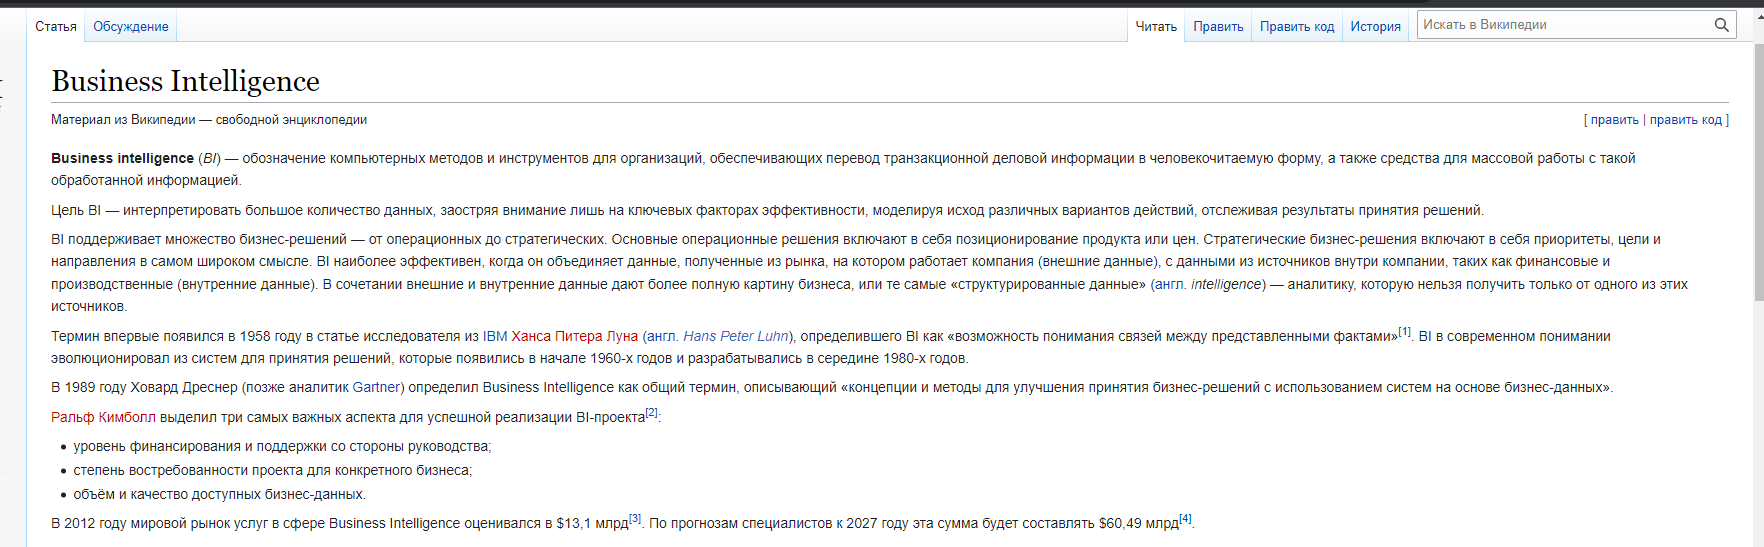 Статья Обсуждение Читать Править Править код История Искать в Википедии
Business Intelligence
Материал из Википедии — свободной энциклопедии [ править | править код ]
Business intelligence (BI) — обозначение компьютерных методов и инструментов для организаций, обеспечивающих перевод транзакционной деловой информации в человекочитаемую форму, а также средства для массовой работы с такой
обработанной информацией.
Цель BI — интерпретировать большое количество данных, заостряя внимание лишь на ключевых факторах эффективности, моделируя исход различных вариантов действий, отслеживая результаты принятия решений.
BI поддерживает множество бизнес-решений — от операционных до стратегических. Основные операционные решения включают в себя позиционирование продукта или цен. Стратегические бизнес-решения включают в себя приоритеты, цели и
направления в самом широком смысле. BI наиболее эффективен, когда он объединяет данные, полученные из рынка, на котором работает компания (внешние данные), с данными из источников внутри компании, таких как финансовые и
производственные (внутренние данные). В сочетании внешние и внутренние данные дают более полную картину бизнеса, или те самые «структурированные данные» (англ. intelligence) — аналитику, которую нельзя получить только от одного из этих
источников.
Термин впервые появился в 1958 году в статье исследователя из IBM Ханса Питера Луна (англ. Hans Peter Luhn), определившего BI как «возможность понимания связей между представленными фактами»[1]. BI в современном понимании
эволюционировал из систем для принятия решений, которые появились в начале 1960-х годов и разрабатывались в середине 1980-х годов.
В 1989 году Ховард Дреснер (позже аналитик Gartner) определил Business Intelligence как общий термин, описывающий «концепции и методы для улучшения принятия бизнес-решений с использованием систем на основе бизнес-данных».
Ральф Кимболл выделил три самых важных аспекта для успешной реализации BI-проекта[2]:
• уровень финансирования и поддержки со стороны руководства;
• степень востребованности проекта для конкретного бизнеса;
• объём и качество доступных бизнес-данных.
В 2012 году мировой рынок услуг в сфере Business Intelligence оценивался в $13,1 млрд[3]. По прогнозам специалистов к 2027 году эта сумма будет составлять $60,49 млрд[4].